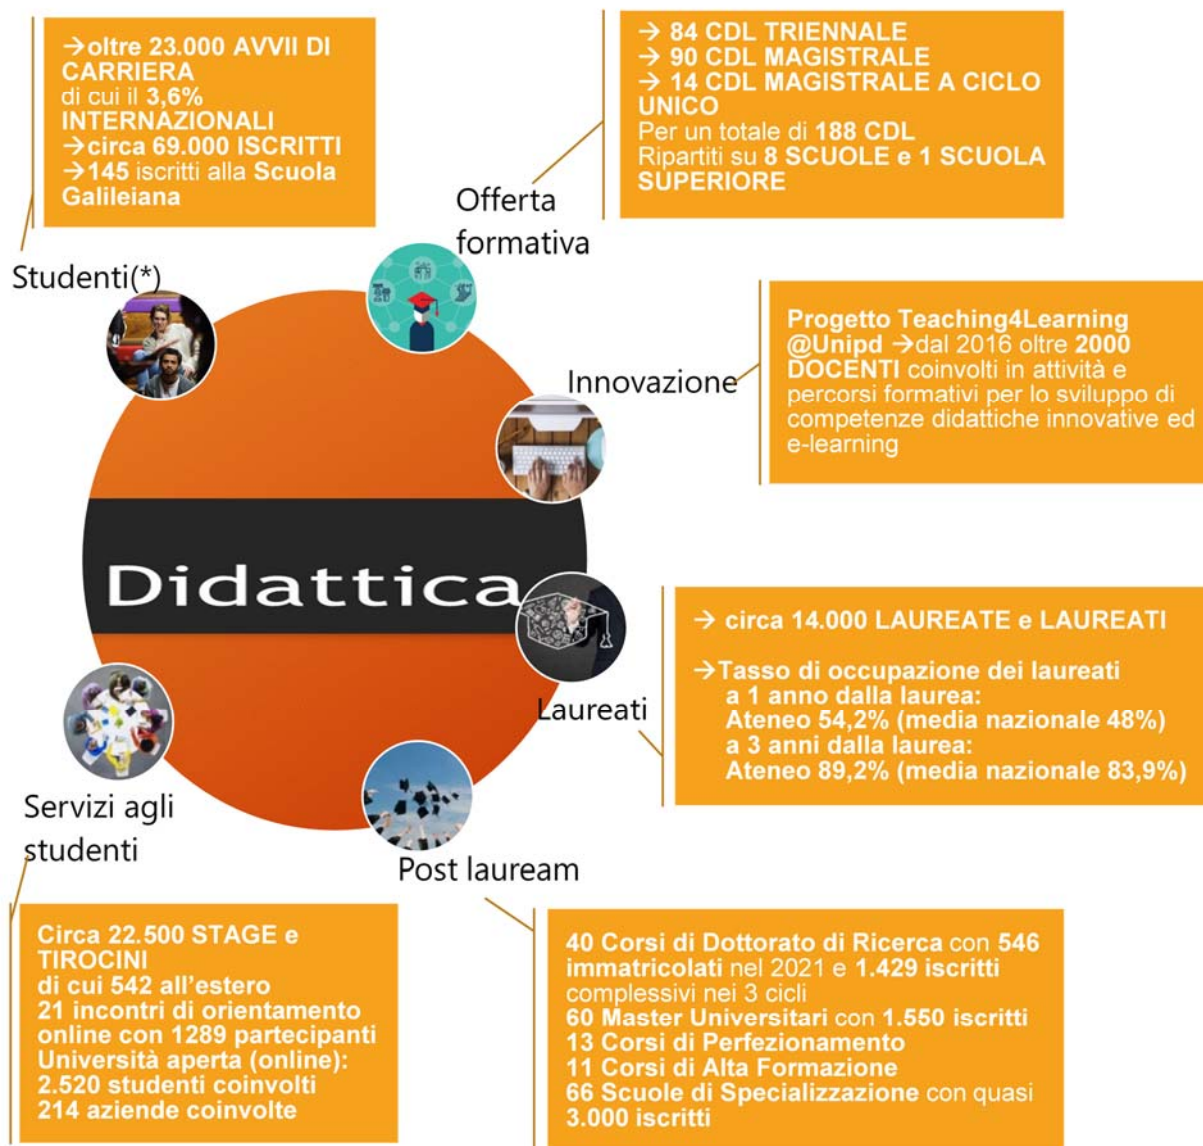 →oltre 23.000 AVVII DI
CARRIERA
di cui il 3,6%
INTERNAZIONALI
→circa 69.000 ISCRITTI
→145 iscritti alla Scuola
Galileiana
Studenti(*)
→ 84 CDL TRIENNALE
→ 90 CDL MAGISTRALE
→ 14 CDL MAGISTRALE A CICLO
UNICO
Per un totale di 188 CDL
Ripartiti su 8 SCUOLE e 1 SCUOLA
SUPERIORE
Offerta
formativa
Progetto Teaching4Learning
@Unipd →dal 2016 oltre 2000
DOCENTI coinvolti in attività e
percorsi formativi per lo sviluppo di
competenze didattiche innovative ed
e-learning
Innovazione
Didattica
→ circa 14.000 LAUREATE e LAUREATI
→Tasso di occupazione dei laureati
a 1 anno dalla laurea:
Ateneo 54,2% (media nazionale 48%)
a 3 anni dalla laurea:
Ateneo 89,2% (media nazionale 83,9%)
Laureati
Servizi agli
studenti
Circa 22.500 STAGE e
TIROCINI
di cui 542 all'estero
21 incontri di orientamento
online con 1289 partecipanti
Università aperta (online):
2.520 studenti coinvolti
214 aziende coinvolte
Post lauream
40 Corsi di Dottorato di Ricerca con 546
immatricolati nel 2021 e 1.429 iscritti
complessivi nei 3 cicli
60 Master Universitari con 1.550 iscritti
13 Corsi di Perfezionamento
11 Corsi di Alta Formazione
66 Scuole di Specializzazione con quasi
3.000 iscritti